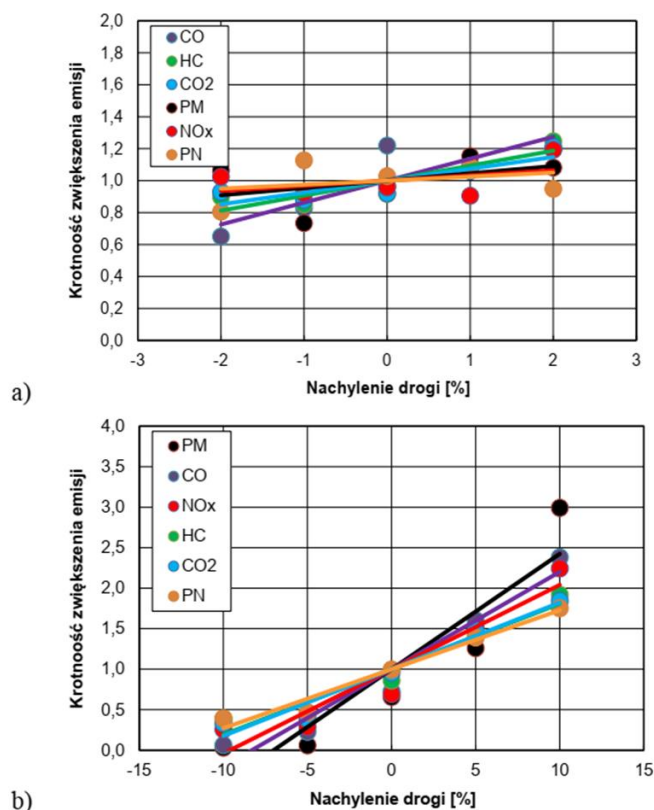 2,0
1,8
1,6
1,4
1,2
1,0
0,8
0,6
0,4
0,2
0,0
Krotnoość zwiększenia emisji
CO
HC
CO2
PM
NOx
PN
-3 -2 -1 0 1 2 3
Nachylenie drogi [%]
a)
4,0
3,5
3,0
2,5
2,0
1,5
1,0
0,5
0,0
Krotnoość zwiększenia emisji
PM
CO
NOx
HC
CO2
PN
-15 -10 -5 0 5 10 15
Nachylenie drogi [%]
b)